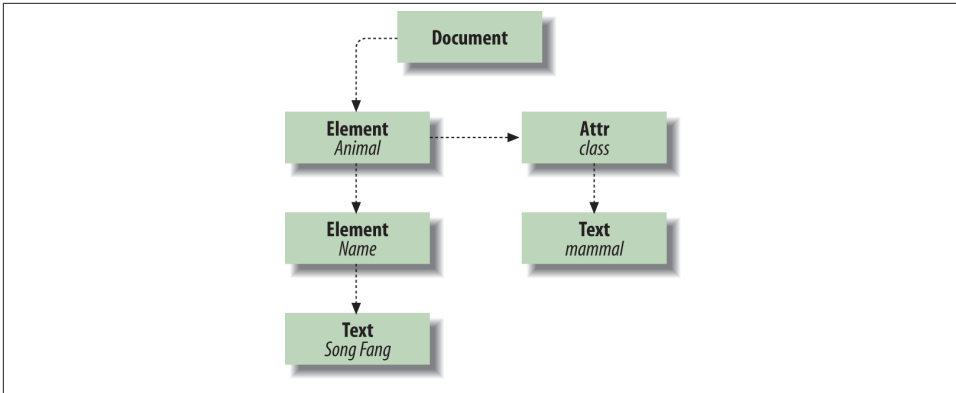 Document
Element
Animal
Attr
class
Element
Name
Text
mammal
Text
Song Fang